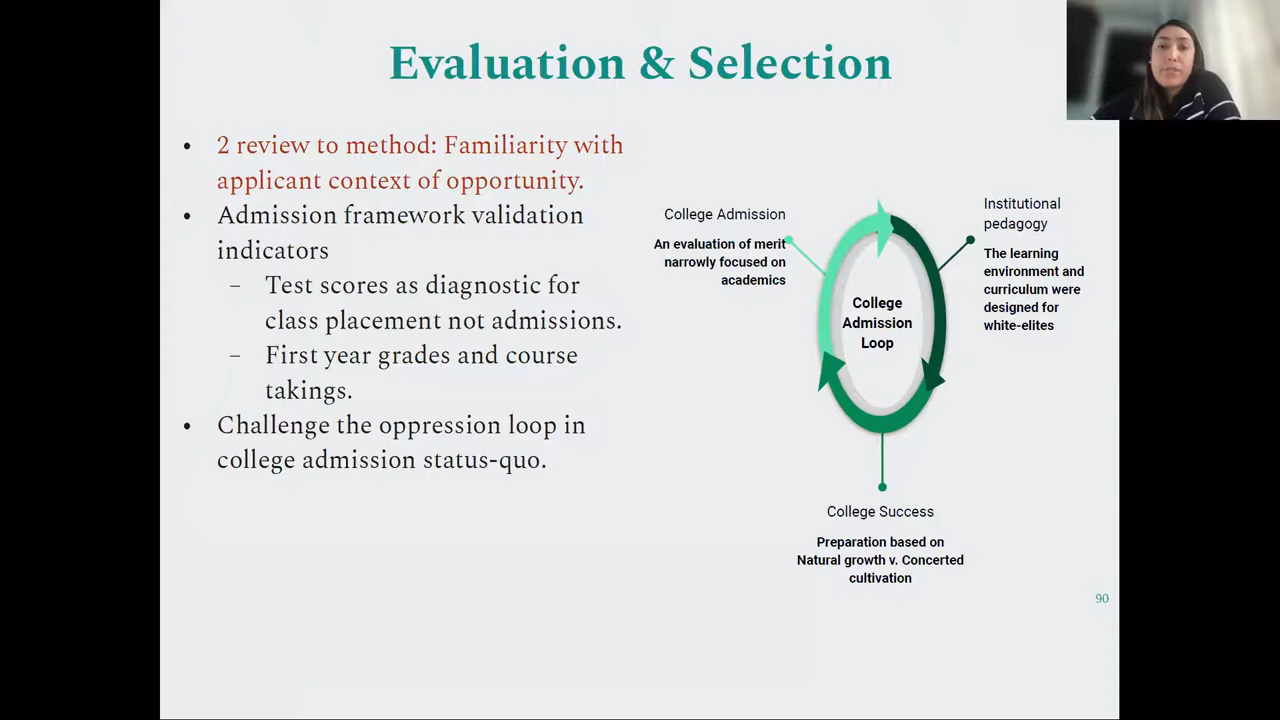 Evaluation & Selection
• 2 review to method: Familiarity with
applicant context of opportunity.
• Admission framework validation
indicators
– Test scores as diagnostic for
class placement not admissions.
– First year grades and course
takings.
• Challenge the oppression loop in
college admission status-quo.
College Admission
An evaluation of merit
narrowly focused on
academics
College
Admission
Loop
Institutional
pedagogy
The learning
environment and
curriculum were
designed for
white-elites
College Success
Preparation based on
Natural growth v. Concerted
cultivation
90